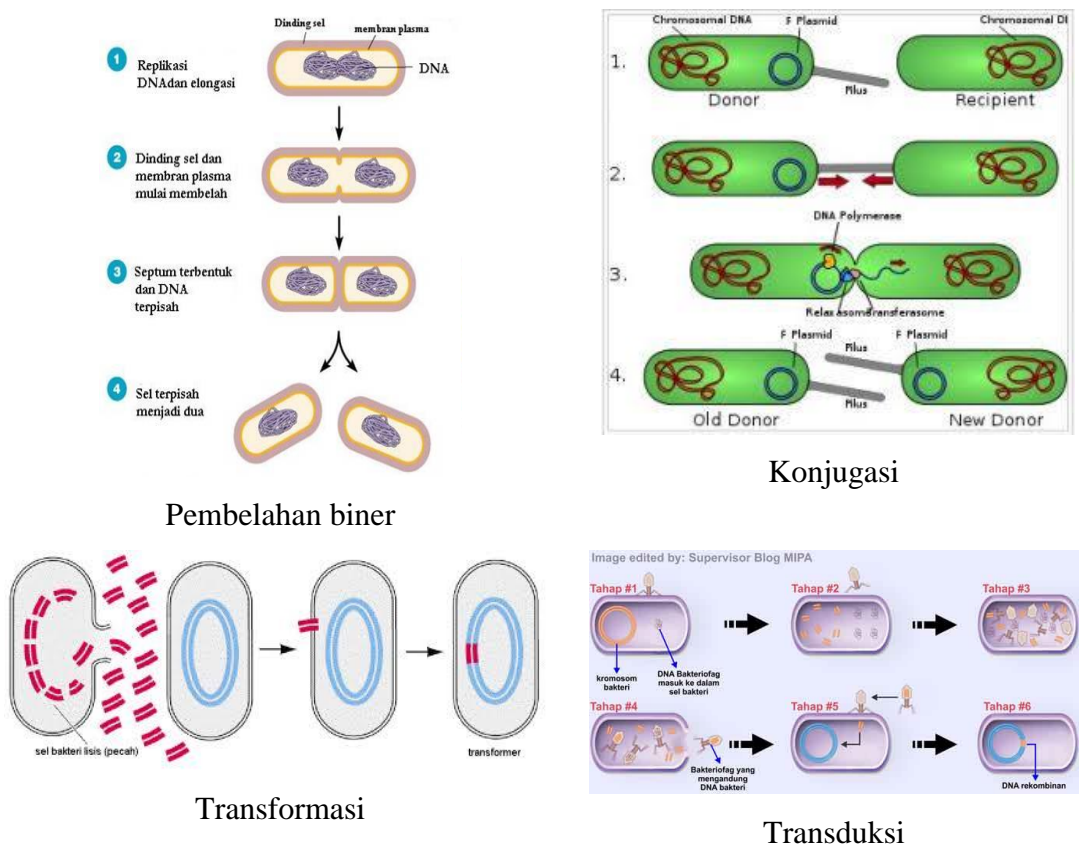 Dinding sel
membran plasma
1
Replikasi
DNAdan elongasi
DNA
2
Dinding sel dan
membran plasma
mulai membelah
3
Septum terbentuk
dan DNA
terpisah
4
Sel terpisah
menjadi dua
Pembelahan biner
Chromosomal DNA
F Plasmid
Chromosomal DI
1.
Pilus
Donor
Recipient
2.
DNA Polymerase
3.
Relaxasome
Transferasome
F Plasmid
F Plasmid
Pilus
4.
Pilus
Old Donor
New Donor
Konjugasi
sel bakteri lisis (pecah)
transformer
Transformasi
Image edited by: Supervisor Blog MIPA
Tahap #1
Tahap #2
Tahap #3
kromosom
bakteri
DNA Bakteriofag
masuk ke dalam
sel bakteri
Tahap #4
Tahap #5
Tahap #6
Bakteriofag yang
mengandung
DNA bakteri
DNA rekombinan
Transduksi